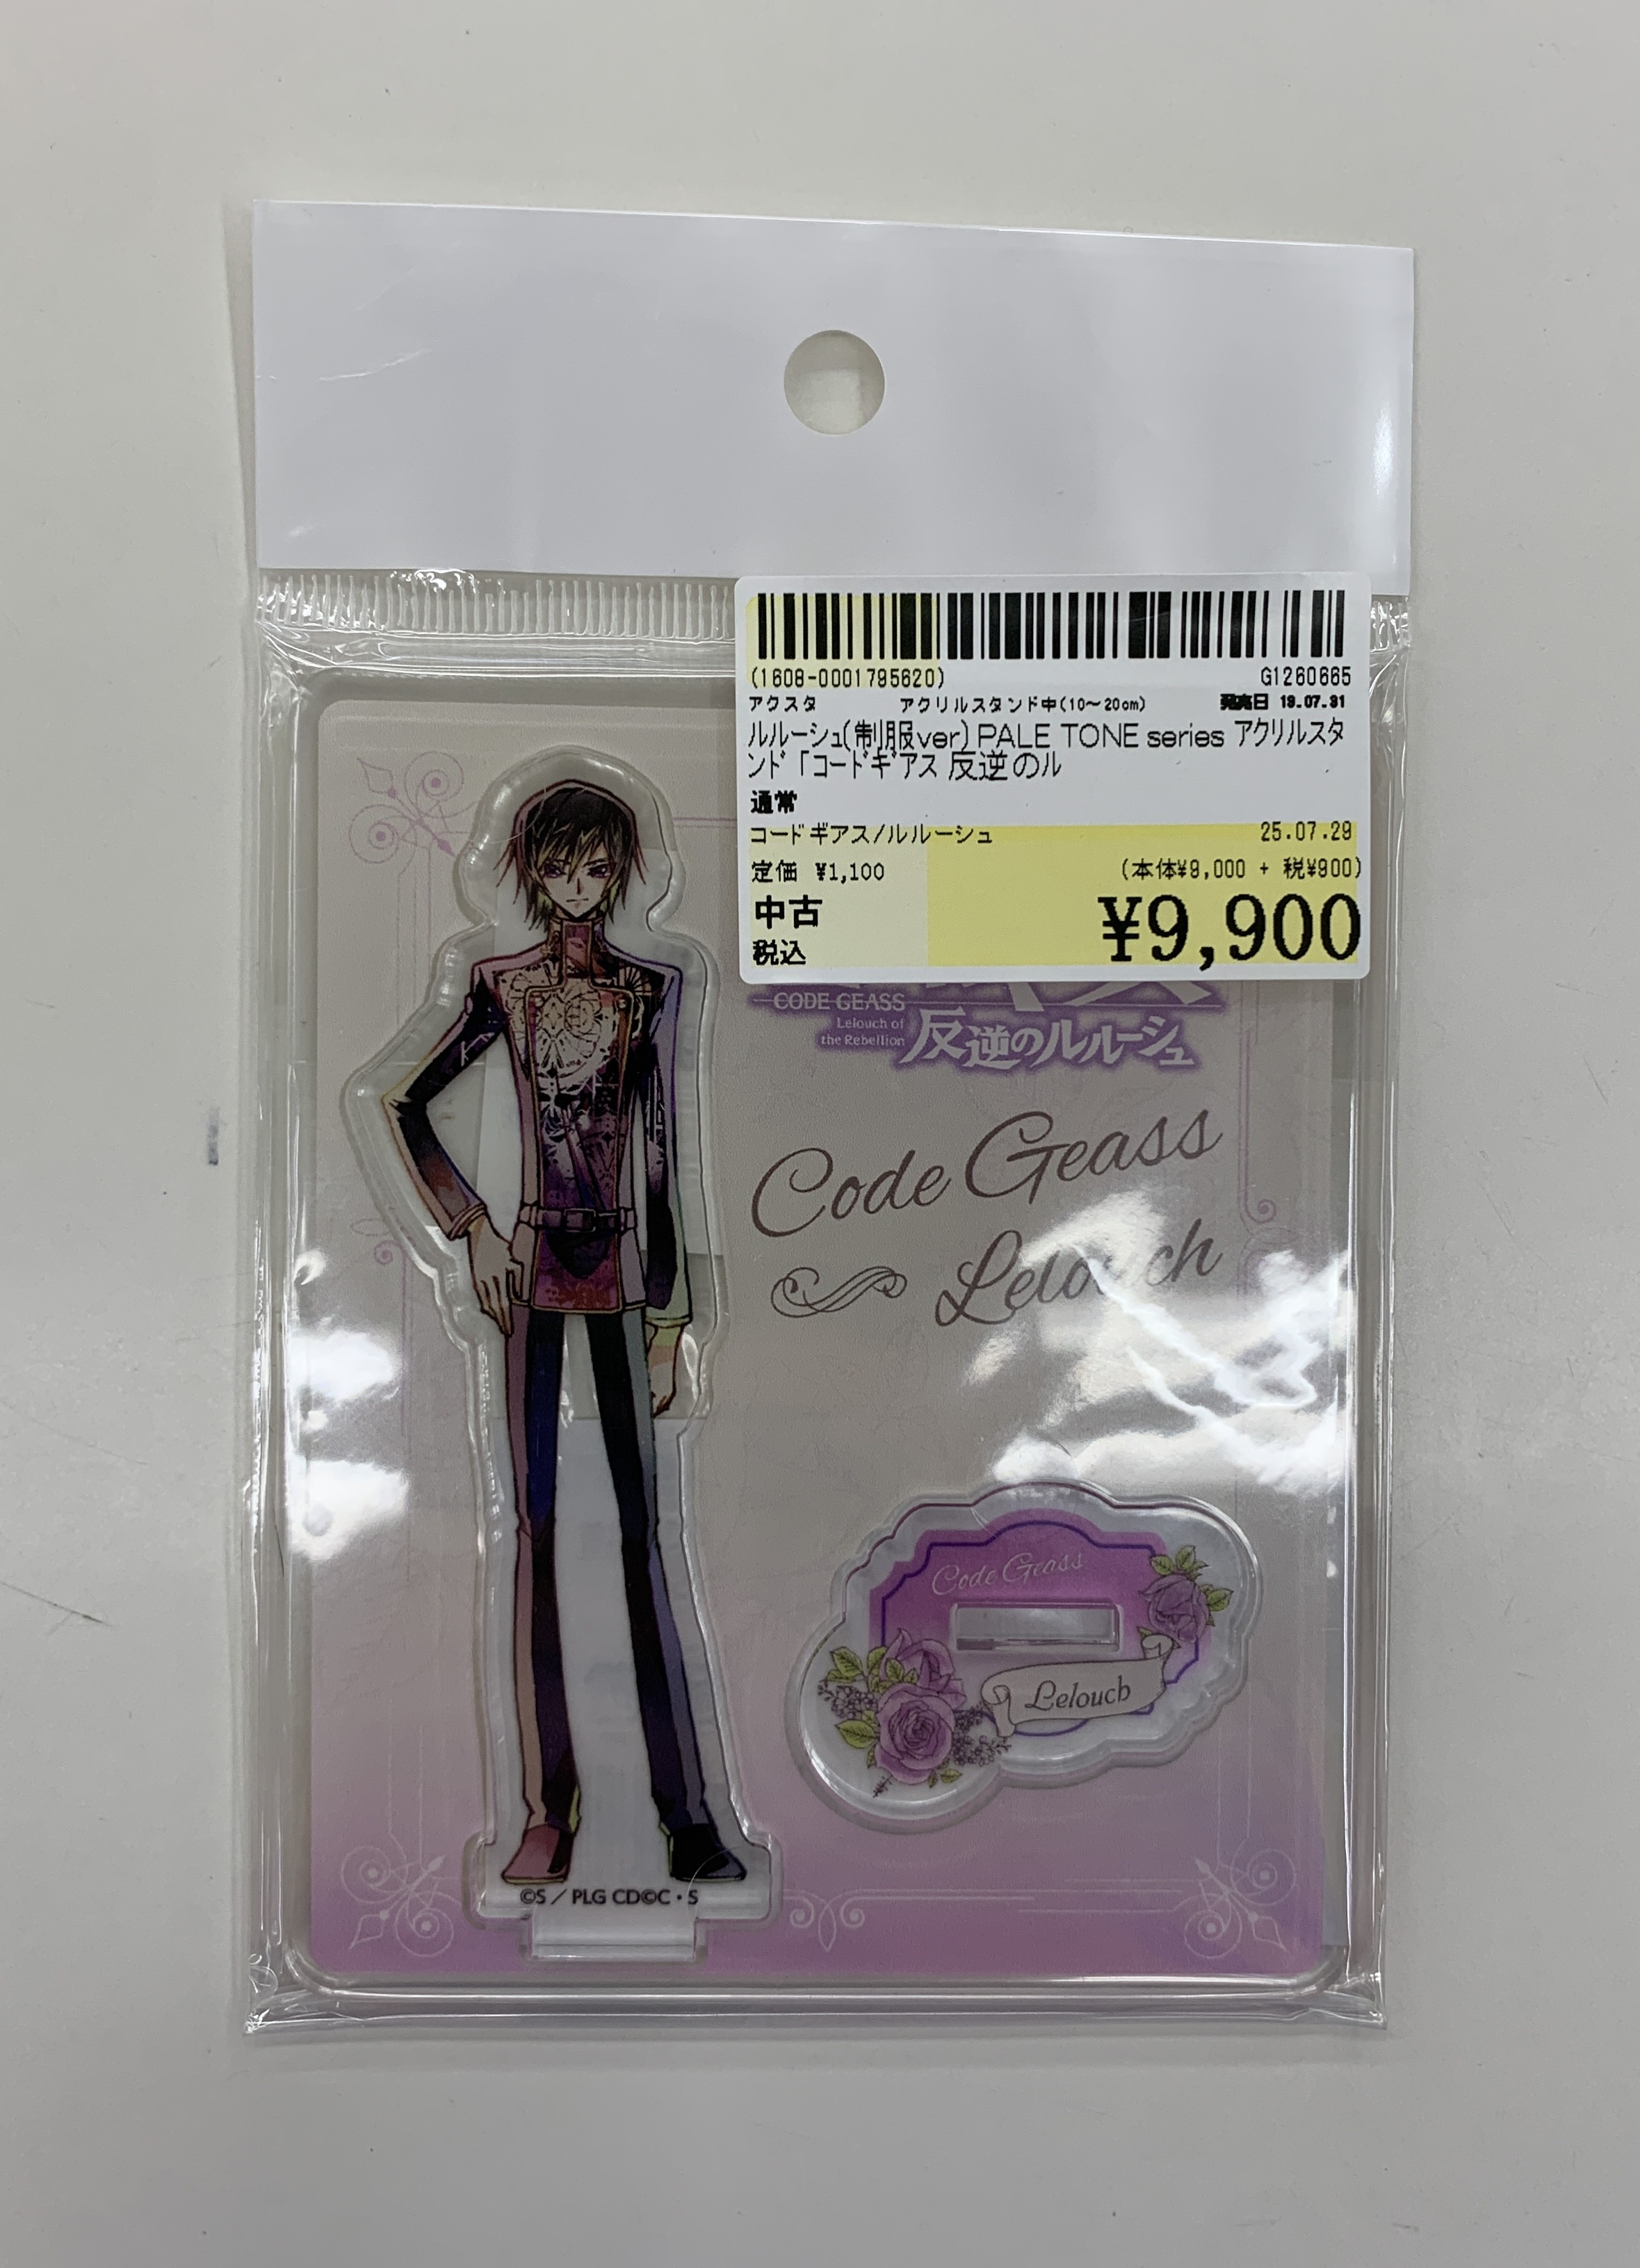 (1608-0001795620) G1260665
アクスタ アクリルスタンド中(10〜20cm) 発売日 19.07.31
ルルーシュ(制服ver) PALE TONE series アクリルスタ
ンド「コードギアス 反逆のル
通常
コードギアス/ルルーシュ 25.07.29
定価 ¥1,100 (本体¥9,000 + 税¥900)
中古 ¥9,900
税込
CODE GEASS
Lelouch of
the Rebellion
反逆のルルーシュ
Code Geass
Lelouch
Code Geass
Lelouch
©S／PLG CD©C・S